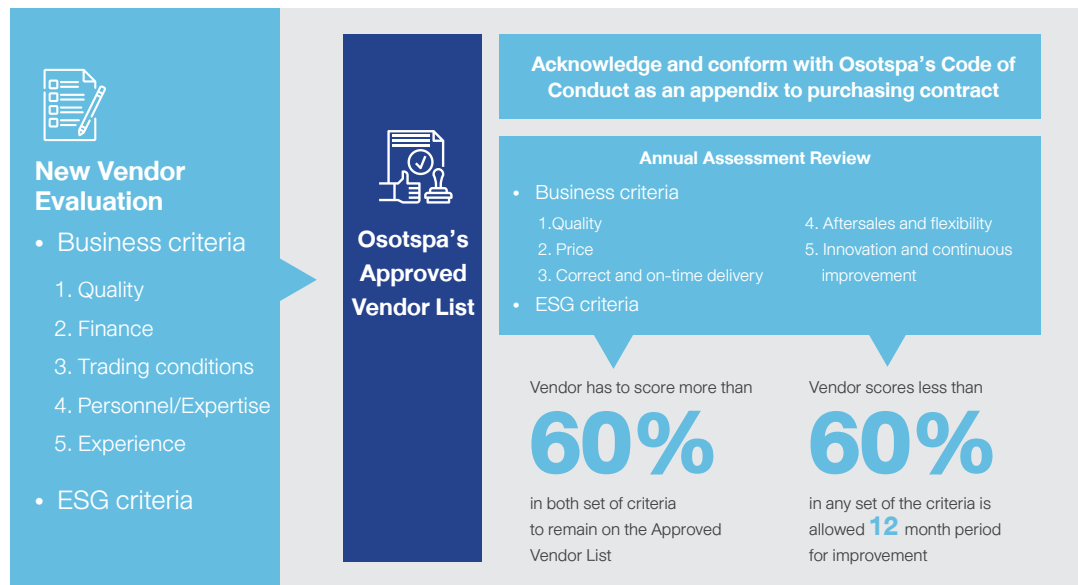 New Vendor
Evaluation
• Business criteria
1. Quality
2. Finance
3. Trading conditions
4. Personnel/Expertise
5. Experience
• ESG criteria
Osotspa's
Approved
Vendor List
Acknowledge and conform with Osotspa's Code of
Conduct as an appendix to purchasing contract
Annual Assessment Review
• Business criteria
1.Quality
2. Price
3. Correct and on-time delivery
4. Aftersales and flexibility
5. Innovation and continuous
improvement
• ESG criteria
Vendor has to score more than
60%
in both set of criteria
to remain on the Approved
Vendor List
Vendor scores less than
60%
in any set of the criteria is
allowed 12 month period
for improvement